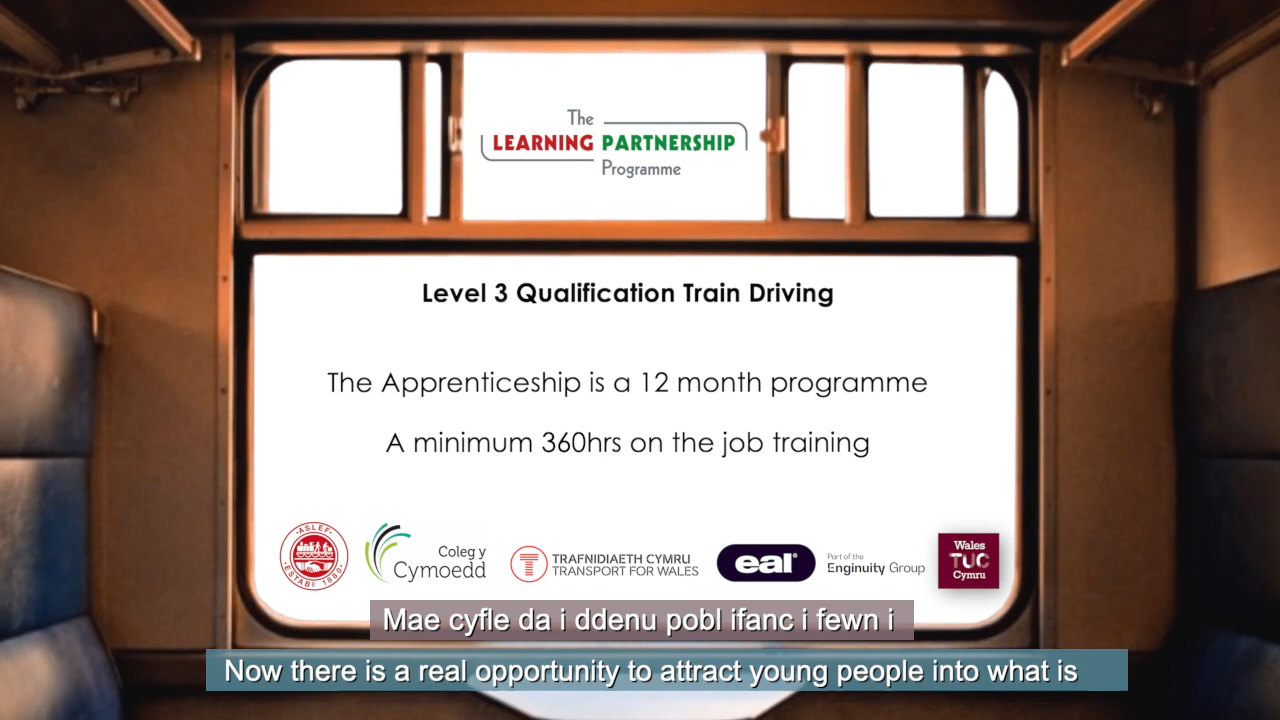 The
LEARNING PARTNERSHIP
Programme
Level 3 Qualification Train Driving
The Apprenticeship is a 12 month programme
A minimum 360hrs on the job training
·ASLEF·
ESTABD 1880
Coleg y
Cymoedd
TRAFNIDIAETH CYMRU
TRANSPORT FOR WALES
eal
Part of the
Enginuity Group
Wales
TUC
Cymru
Mae cyfle da i ddenu pobl ifanc i fewn i
Now there is a real opportunity to attract young people into what is